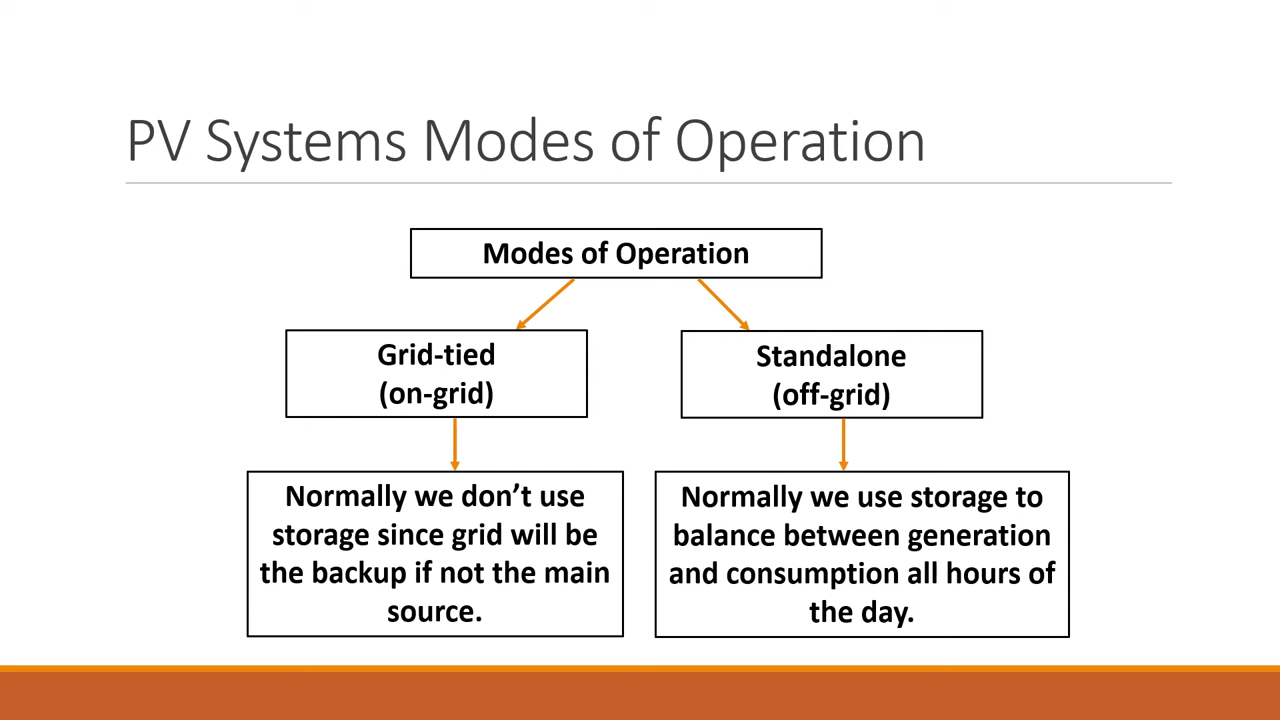 PV Systems Modes of Operation
Modes of Operation
Grid-tied
(on-grid)
Standalone
(off-grid)
Normally we don’t use
storage since grid will be
the backup if not the main
source.
Normally we use storage to
balance between generation
and consumption all hours of
the day.